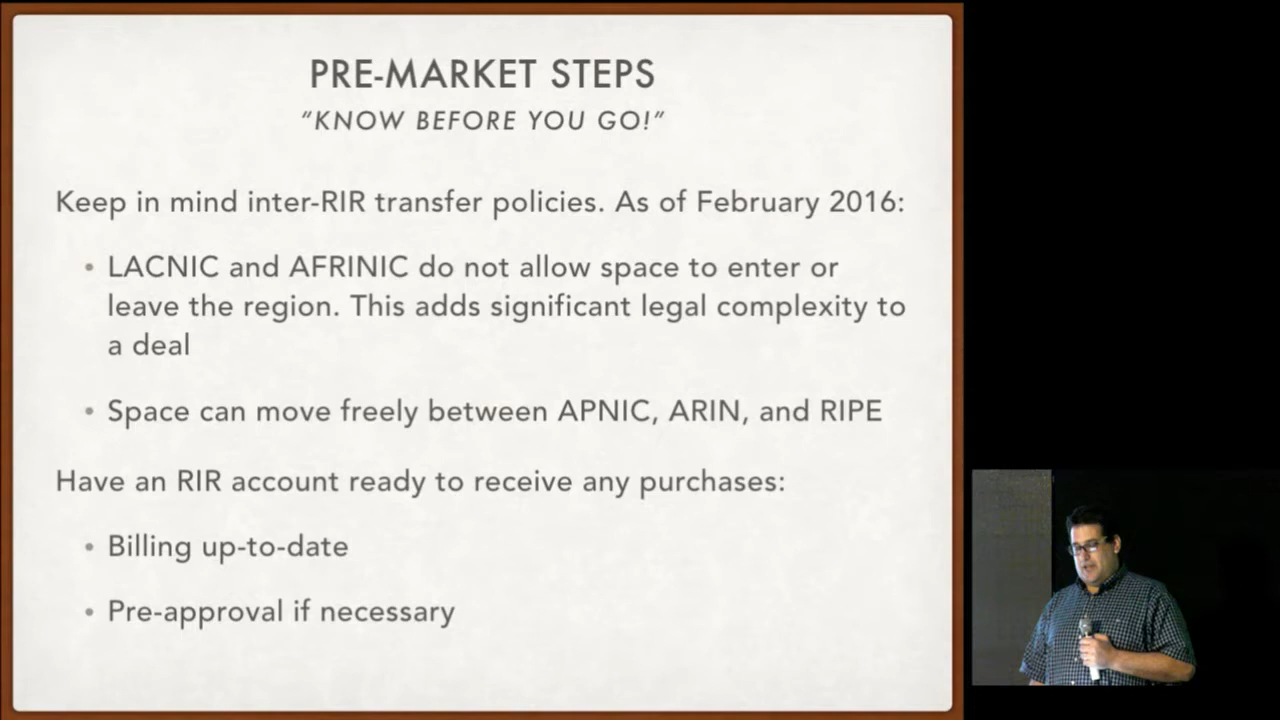 PRE-MARKET STEPS
“KNOW BEFORE YOU GO!”
Keep in mind inter-RIR transfer policies. As of February 2016:
• LACNIC and AFRINIC do not allow space to enter or
leave the region. This adds significant legal complexity to
a deal
• Space can move freely between APNIC, ARIN, and RIPE
Have an RIR account ready to receive any purchases:
• Billing up-to-date
• Pre-approval if necessary